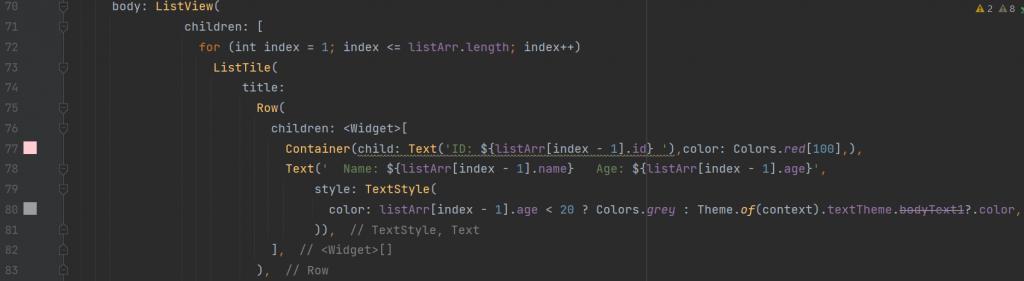 70 body: ListView( 2 8
71 children: [
72 for (int index = 1; index <= listArr.length; index++)
73 ListTile(
74 title:
75 Row(
76 children: <Widget>[
77 Container(child: Text('ID: ${listArr[index - 1].id} '),color: Colors.red[100],),
78 Text('  Name: ${listArr[index - 1].name}   Age: ${listArr[index - 1].age}',
79 style: TextStyle(
80 color: listArr[index - 1].age < 20 ? Colors.grey : Theme.of(context).textTheme.bodyText1?.color,
81 )),  // TextStyle, Text
82 ],  // <Widget>[]
83 ),  // Row